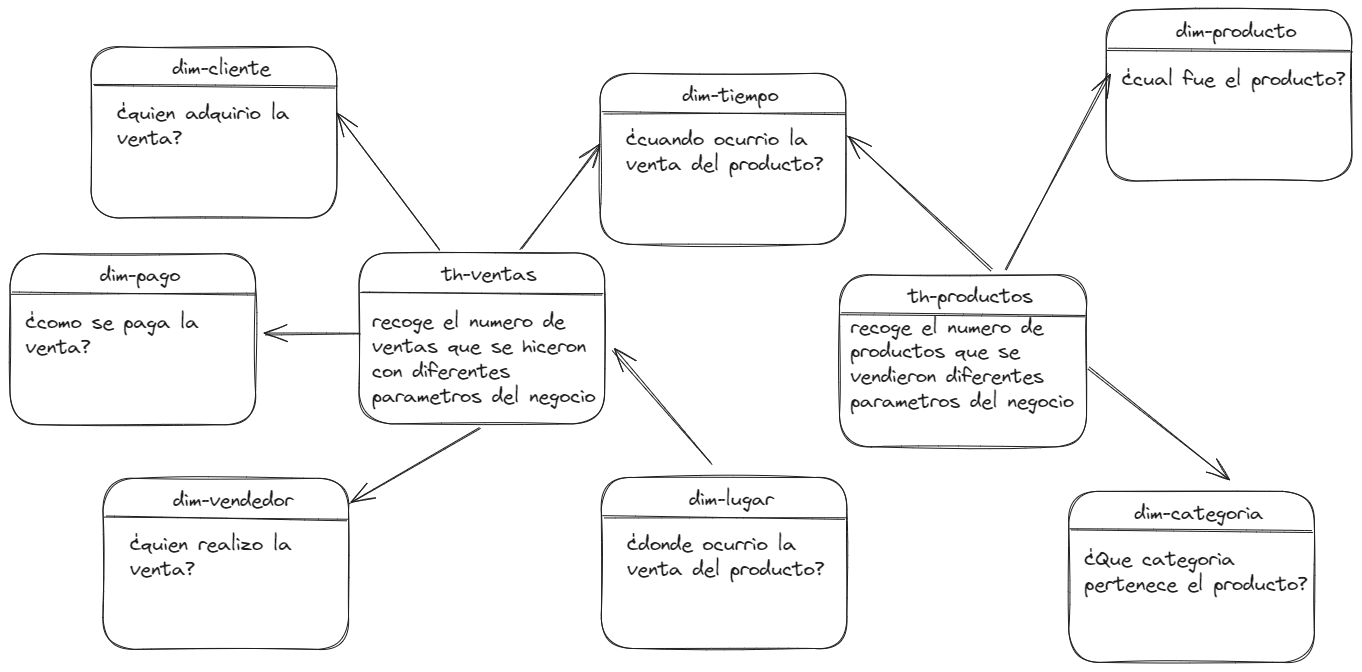 dim-cliente
¿quien adquirio la
venta?
dim-tiempo
¿cuando ocurrio la
venta del producto?
dim-producto
¿cual fue el producto?
dim-pago
¿como se paga la
venta?
th-ventas
recoge el numero de
ventas que se hiceron
con diferentes
parametros del negocio
th-productos
recoge el numero de
productos que se
vendieron diferentes
parametros del negocio
dim-vendedor
¿quien realizo la
venta?
dim-lugar
¿donde ocurrio la
venta del producto?
dim-categoria
¿Que categoria
pertenece el producto?